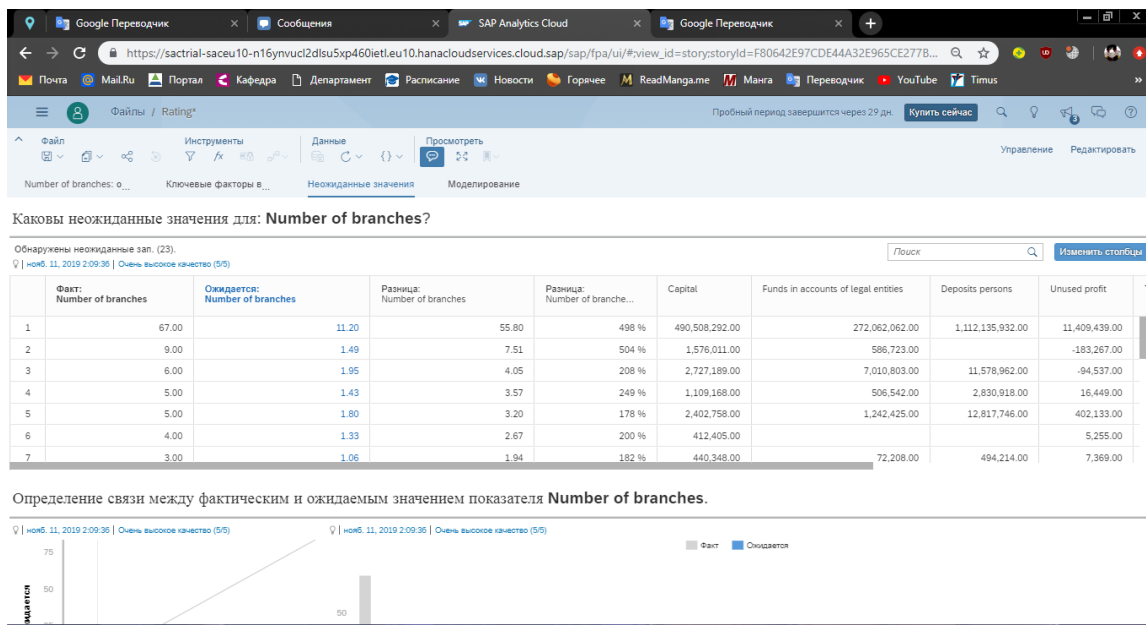 Google Переводчик Сообщения SAP Analytics Cloud Google Переводчик
https://sactrial-saceu10-n16ynvucl2dlsu5xp460ietl.eu10.hanacloudservices.cloud.sap/sap/fpa/ui/#;view_id=story;storyId=F80642E97CDE44A32E965CE277B...
Почта Mail.Ru Портал Кафедра Департамент Расписание Новости Горячее ReadManga.me Манга Переводчик YouTube Timus »
Файлы / Rating* Пробный период завершится через 29 дн. Купить сейчас 3
Файл Инструменты Данные Просмотреть
Управление Редактировать
Number of branches: о... Ключевые факторы в... Неожиданные значения Моделирование
Каковы неожиданные значения для: Number of branches?
Обнаружены неожиданные зап. (23). Поиск Изменить столбцы
нояб. 11, 2019 2:09:36 | Очень высокое качество (5/5)
Факт: Ожидается: Разница: Разница: Capital Funds in accounts of legal entities Deposits persons Unused profit
Number of branches Number of branches Number of branches Number of branche...
1 67.00 11.20 55.80 498 % 490,508,292.00 272,062,062.00 1,112,135,932.00 11,409,439.00
2 9.00 1.49 7.51 504 % 1,576,011.00 586,723.00 -183,267.00
3 6.00 1.95 4.05 208 % 2,727,189.00 7,010,803.00 11,578,962.00 -94,537.00
4 5.00 1.43 3.57 249 % 1,109,168.00 506,542.00 2,830,918.00 16,449.00
5 5.00 1.80 3.20 178 % 2,402,758.00 1,242,425.00 12,817,746.00 402,133.00
6 4.00 1.33 2.67 200 % 412,405.00 5,255.00
7 3.00 1.06 1.94 182 % 440,348.00 72,208.00 494,214.00 7,369.00
Определение связи между фактическим и ожидаемым значением показателя Number of branches.
нояб. 11, 2019 2:09:36 | Очень высокое качество (5/5) нояб. 11, 2019 2:09:36 | Очень высокое качество (5/5)
Факт Ожидается
75
50
50